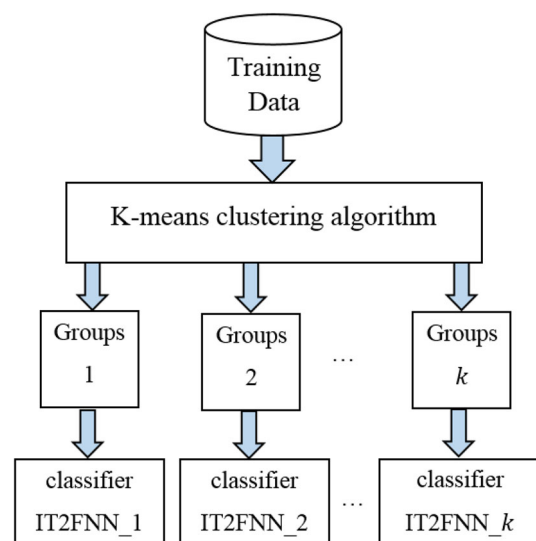 Training
Data
K-means clustering algorithm
Groups
1
Groups
2
...
Groups
k
classifier
IT2FNN_1
classifier
IT2FNN_2
...
classifier
IT2FNN_k